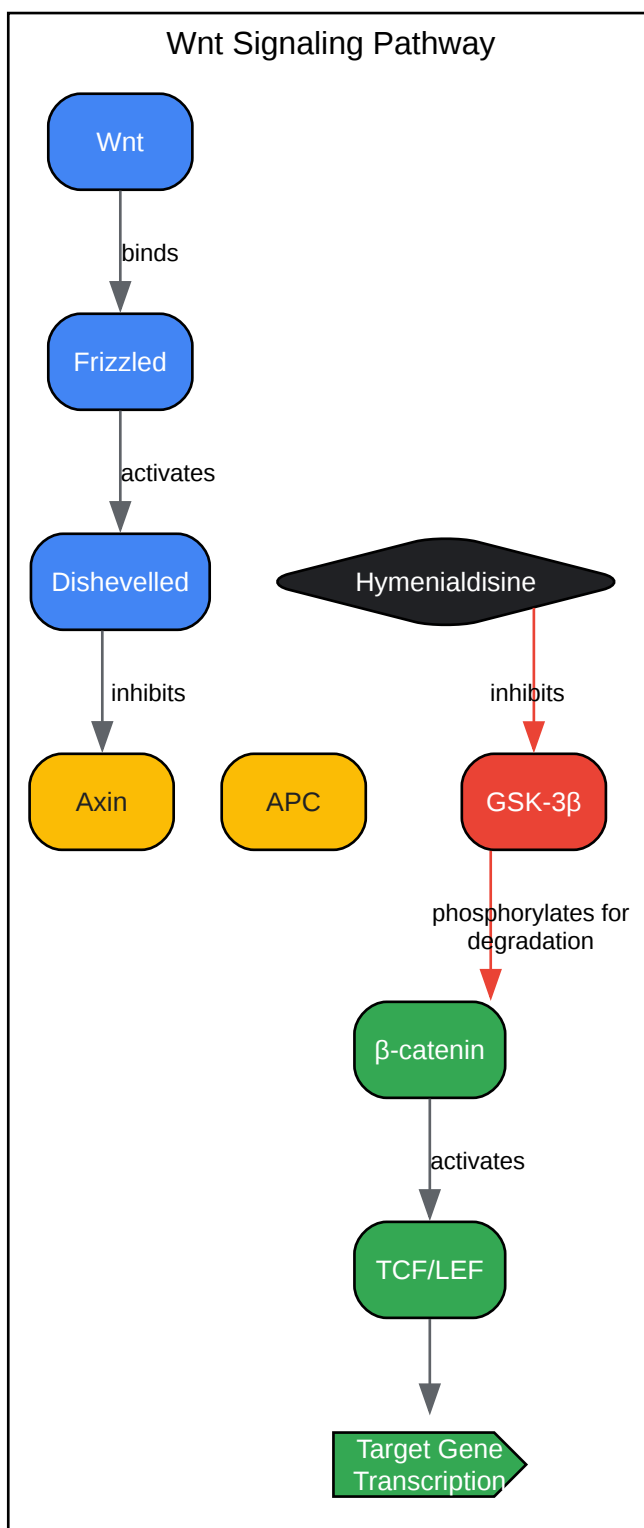 Wnt Signaling Pathway
Wnt
binds
Frizzled
activates
Dishevelled
Hymenialdisine
inhibits
inhibits
Axin
APC
GSK-3β
phosphorylates for
degradation
β-catenin
activates
TCF/LEF
Target Gene
Transcription